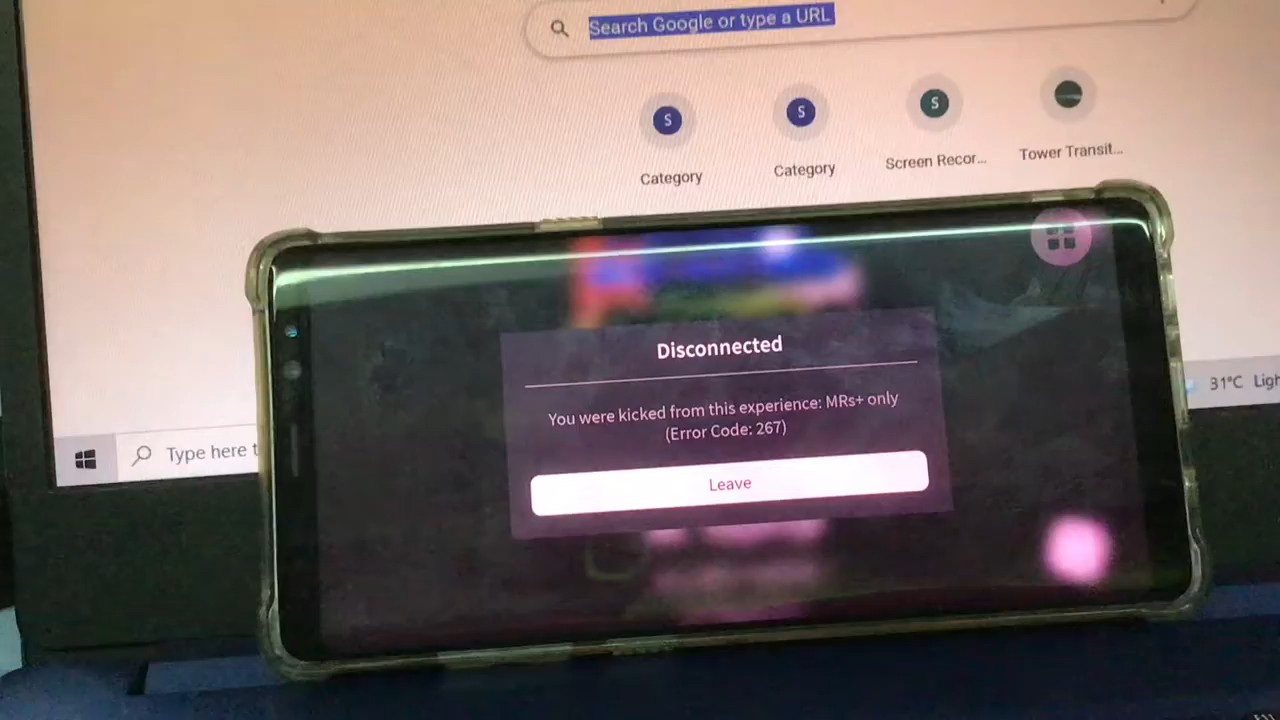 Search Google or type a URL
S
S
S
Category
Category
Screen Recor...
Tower Transit...
Disconnected
You were kicked from this experience: MRs+ only
(Error Code: 267)
Leave
31°C Ligh
Type here t